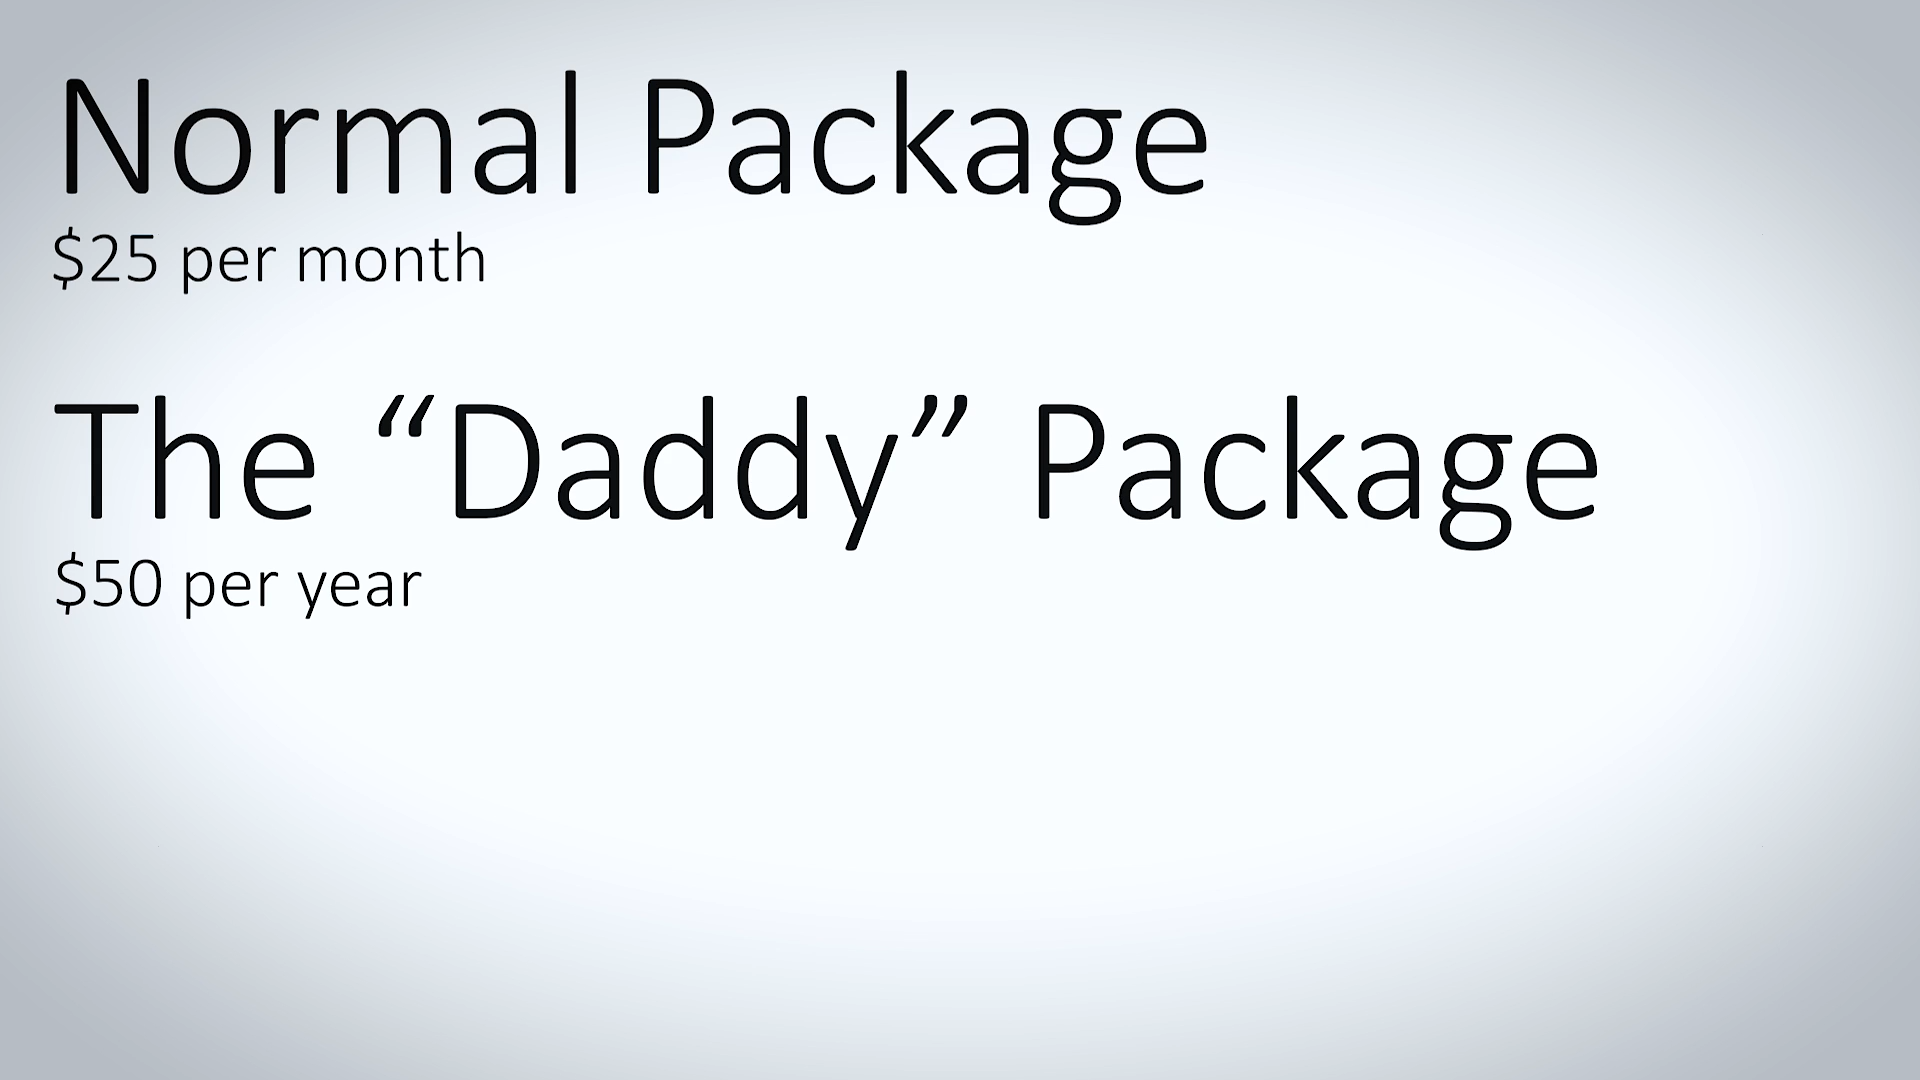 Normal Package
$25 per month
The “Daddy” Package
$50 per year